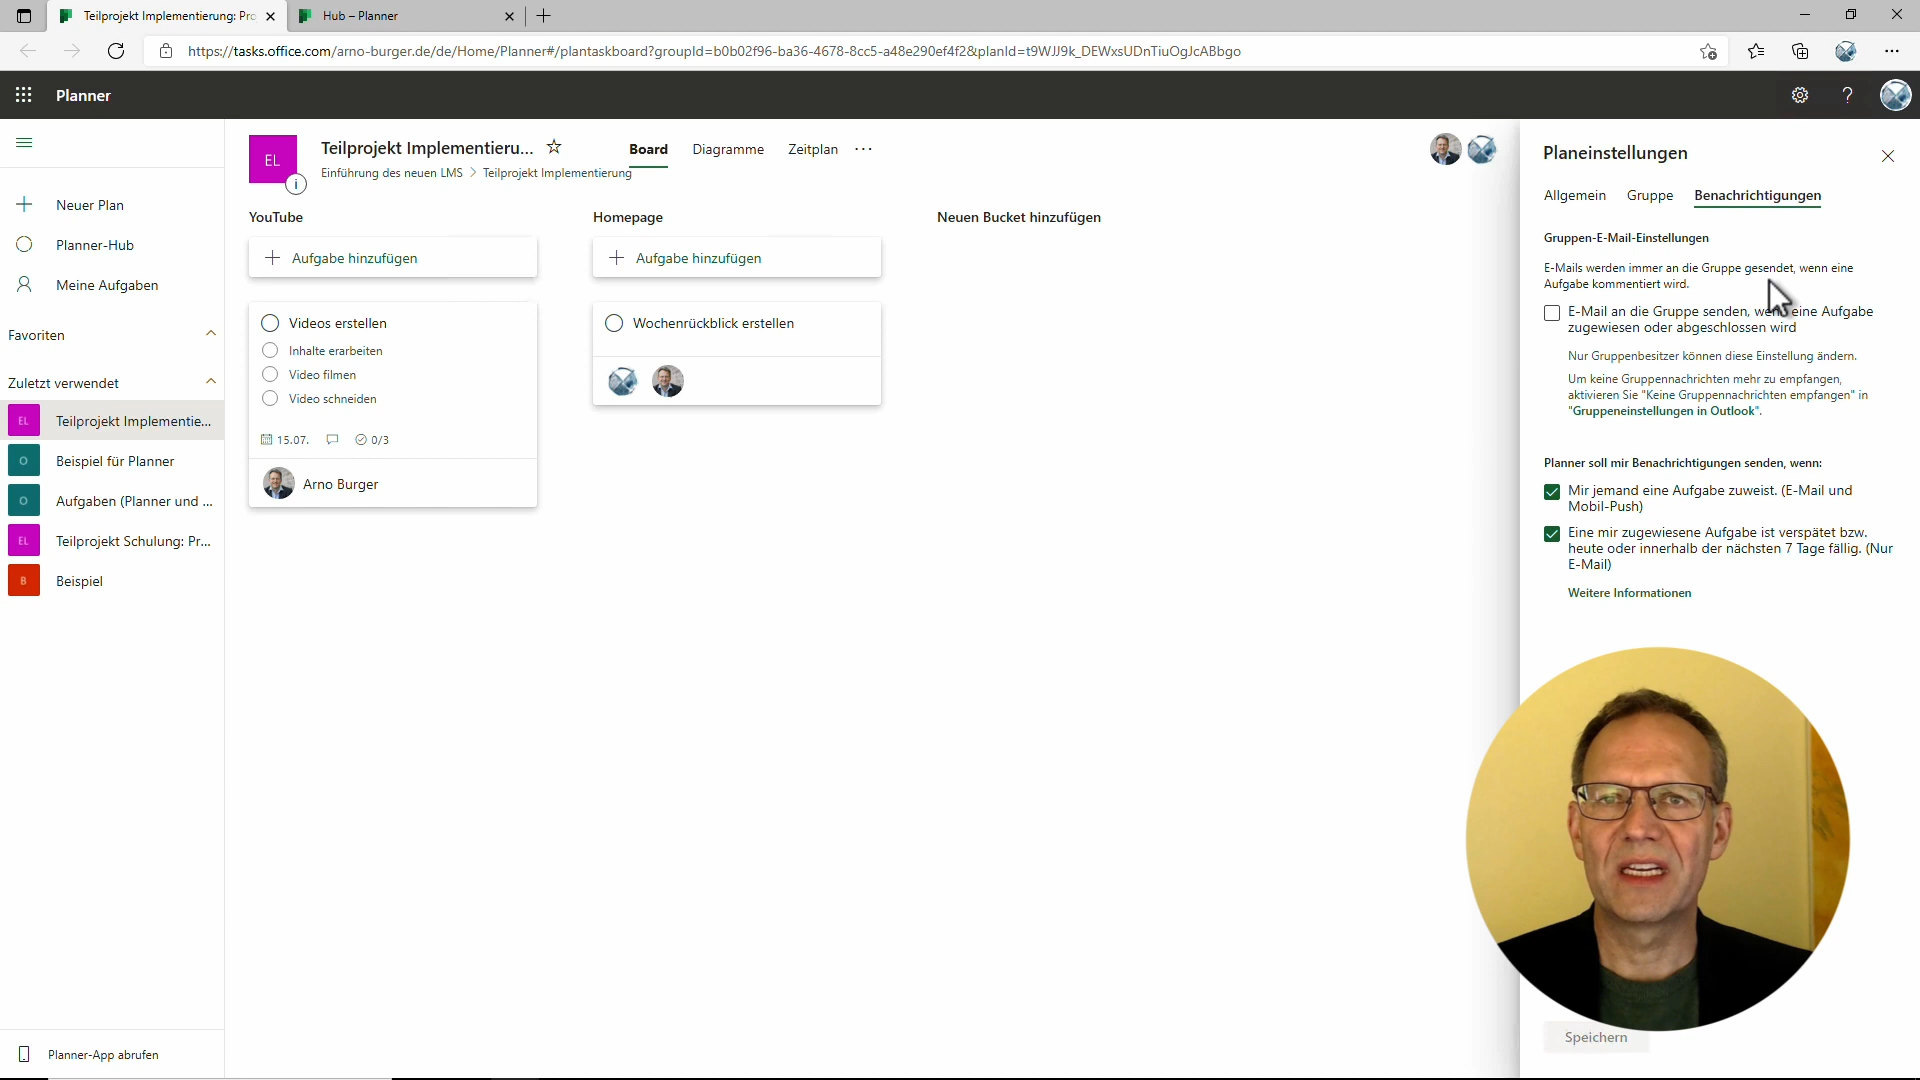 Teilprojekt Implementierung: Pro
Hub – Planner
https://tasks.office.com/arno-burger.de/de/Home/Planner#/plantaskboard?groupId=b0b02f96-ba36-4678-8cc5-a48e290ef4f2&planId=t9WJJ9k_DEWxsUDnTiuOgJcABbgo
Planner
?
Neuer Plan
Planner-Hub
Meine Aufgaben
Favoriten
Zuletzt verwendet
EL Teilprojekt Implementie...
O Beispiel für Planner
O Aufgaben (Planner und ...
EL Teilprojekt Schulung: Pr...
B Beispiel
Planner-App abrufen
EL
i
Teilprojekt Implementieru...
Einführung des neuen LMS > Teilprojekt Implementierung
Board Diagramme Zeitplan ...
YouTube
Aufgabe hinzufügen
Videos erstellen
Inhalte erarbeiten
Video filmen
Video schneiden
15.07. 0/3
Arno Burger
Homepage
Aufgabe hinzufügen
Wochenrückblick erstellen
Neuen Bucket hinzufügen
Planeinstellungen
Allgemein Gruppe Benachrichtigungen
Gruppen-E-Mail-Einstellungen
E-Mails werden immer an die Gruppe gesendet, wenn eine
Aufgabe kommentiert wird.
E-Mail an die Gruppe senden, wenn eine Aufgabe
zugewiesen oder abgeschlossen wird
Nur Gruppenbesitzer können diese Einstellung ändern.
Um keine Gruppennachrichten mehr zu empfangen,
aktivieren Sie "Keine Gruppennachrichten empfangen" in
"Gruppeneinstellungen in Outlook".
Planner soll mir Benachrichtigungen senden, wenn:
Mir jemand eine Aufgabe zuweist. (E-Mail und
Mobil-Push)
Eine mir zugewiesene Aufgabe ist verspätet bzw.
heute oder innerhalb der nächsten 7 Tage fällig. (Nur
E-Mail)
Weitere Informationen
Speichern